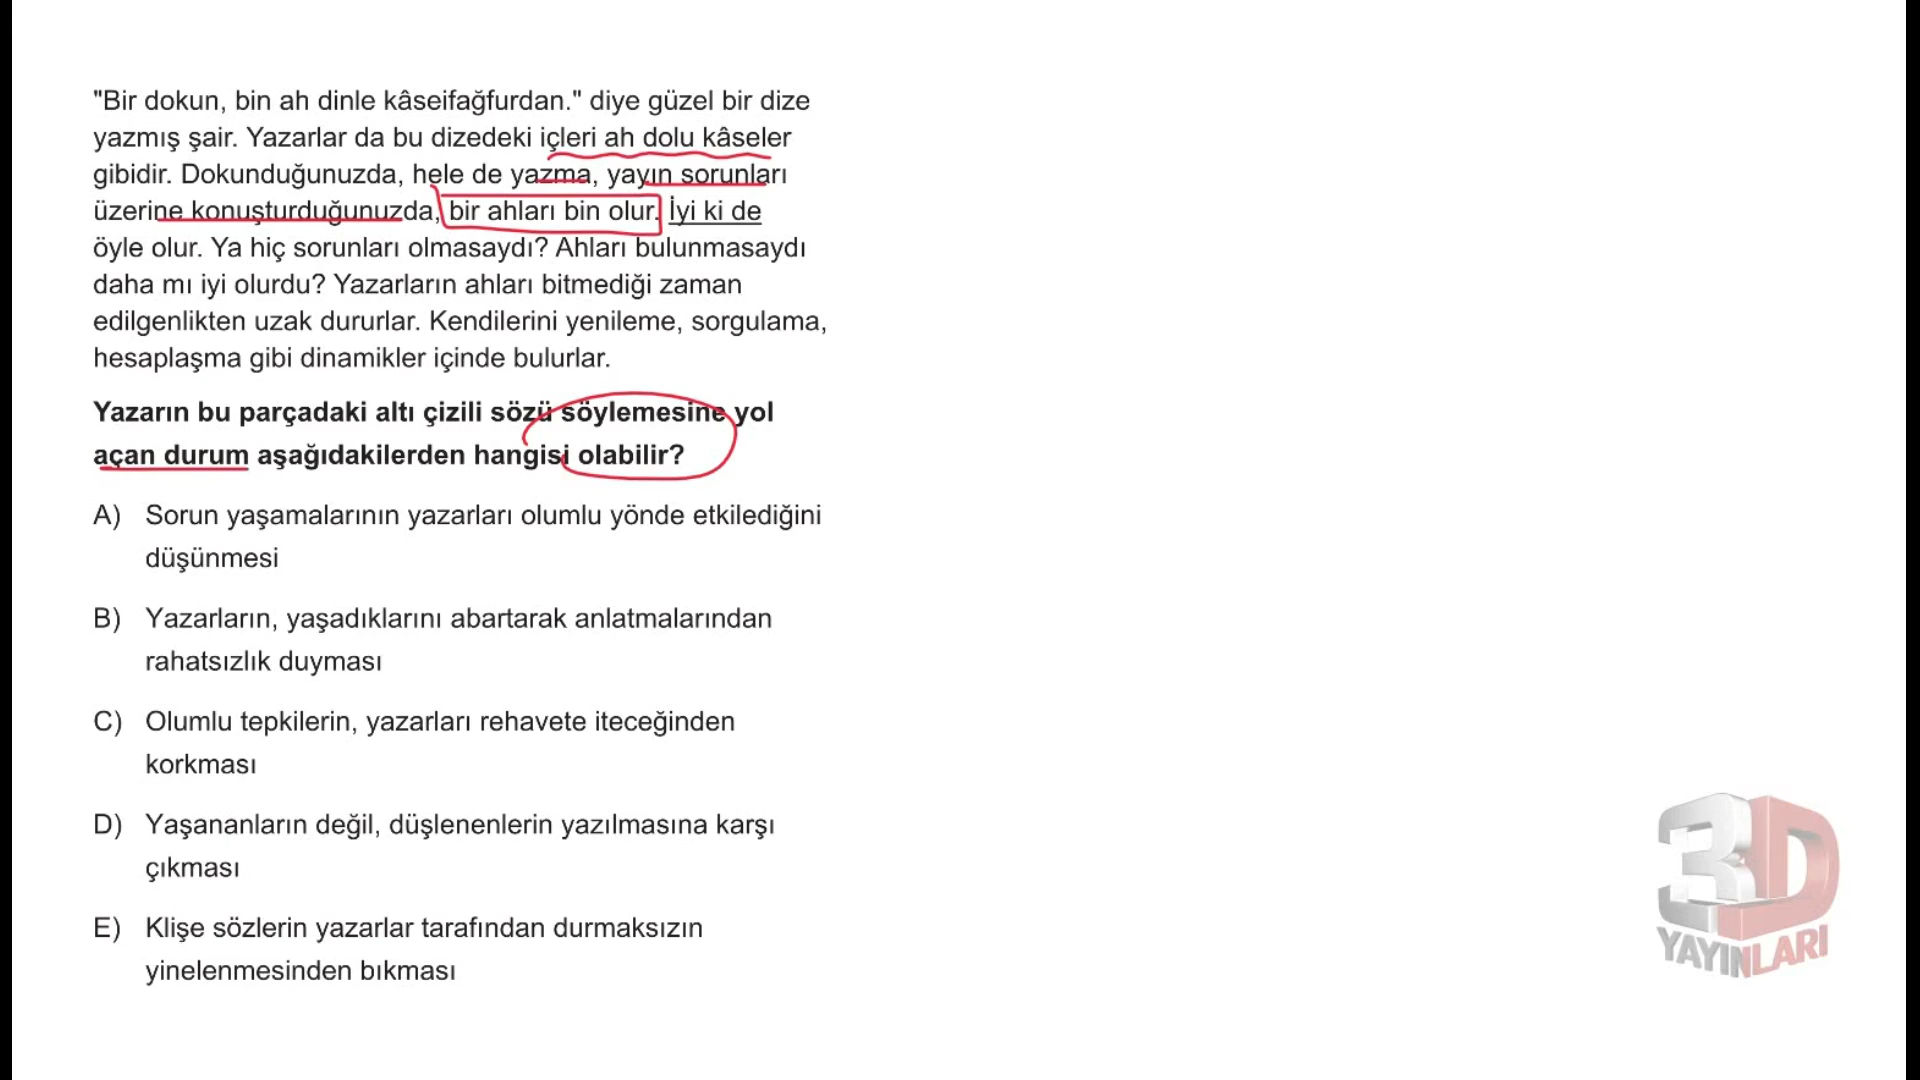 "Bir dokun, bin ah dinle kâseifağfurdan." diye güzel bir dize
yazmış şair. Yazarlar da bu dizedeki içleri ah dolu kâseler
gibidir. Dokunduğunuzda, hele de yazma, yayın sorunları
üzerine konuşturduğunuzda, bir ahları bin olur. İyi ki de
öyle olur. Ya hiç sorunları olmasaydı? Ahları bulunmasaydı
daha mı iyi olurdu? Yazarların ahları bitmediği zaman
edilgenlikten uzak dururlar. Kendilerini yenileme, sorgulama,
hesaplaşma gibi dinamikler içinde bulurlar.
Yazarın bu parçadaki altı çizili sözü söylemesine yol
açan durum aşağıdakilerden hangisi olabilir?
A) Sorun yaşamalarının yazarları olumlu yönde etkilediğini
düşünmesi
B) Yazarların, yaşadıklarını abartarak anlatmalarından
rahatsızlık duyması
C) Olumlu tepkilerin, yazarları rehavete iteceğinden
korkması
D) Yaşananların değil, düşlenenlerin yazılmasına karşı
çıkması
E) Klişe sözlerin yazarlar tarafından durmaksızın
yinelenmesinden bıkması
3D
YAYINLARI